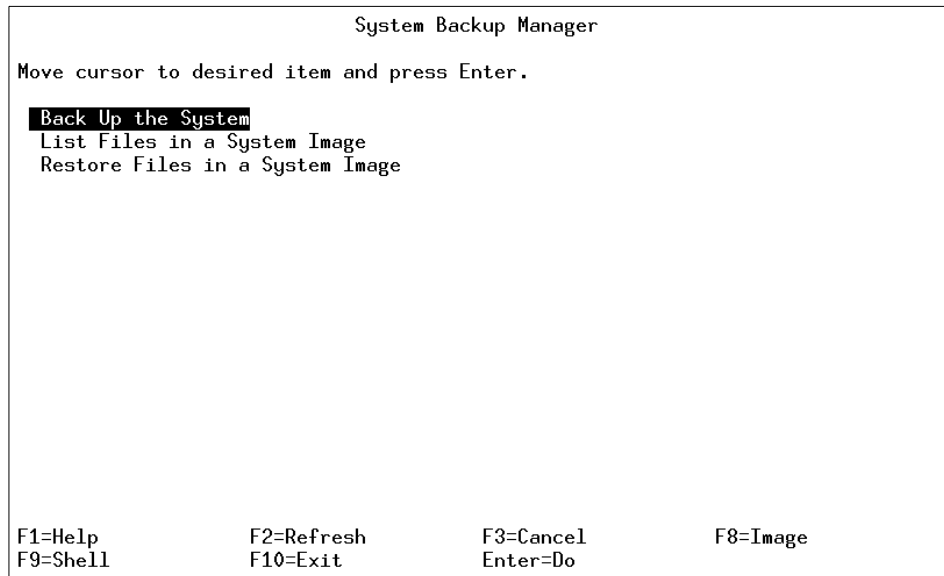 System Backup Manager
Move cursor to desired item and press Enter.
Back Up the System
List Files in a System Image
Restore Files in a System Image
F1=Help F2=Refresh F3=Cancel F8=Image
F9=Shell F10=Exit Enter=Do